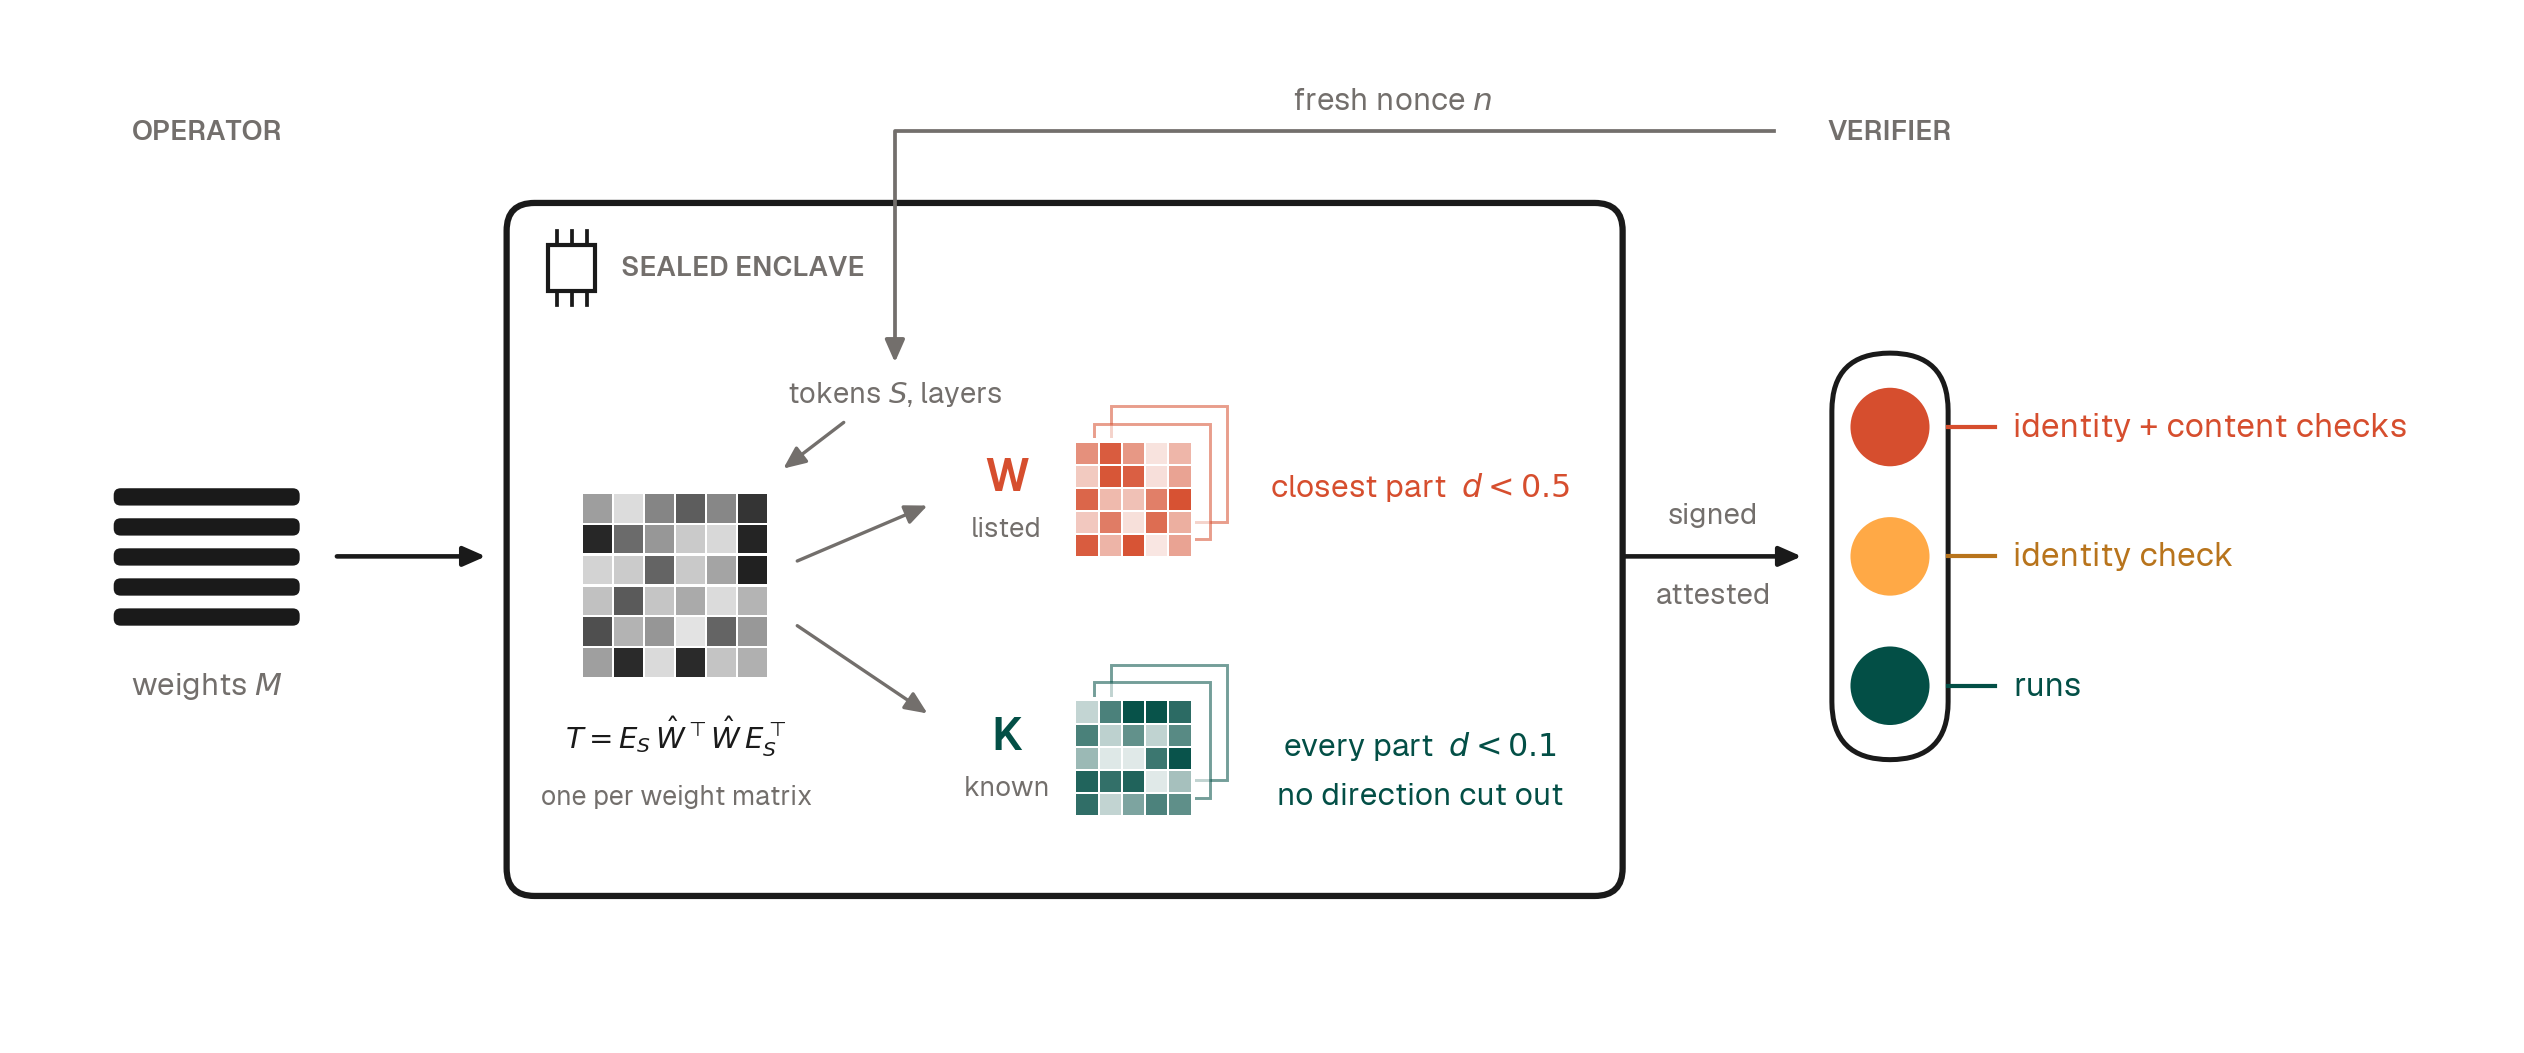 OPERATOR
fresh nonce n
VERIFIER
SEALED ENCLAVE
tokens S, layers
W
listed
closest part d < 0.5
identity + content checks
signed
attested
identity check
weights M
T = E_S Ŵ^⊤ Ŵ E_S^⊤
one per weight matrix
K
known
every part d < 0.1
no direction cut out
runs